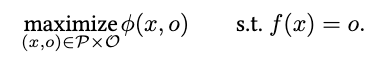 maximize ϕ(x, o)   s.t. f(x) = o.
(x,o)∈𝒫×𝒪